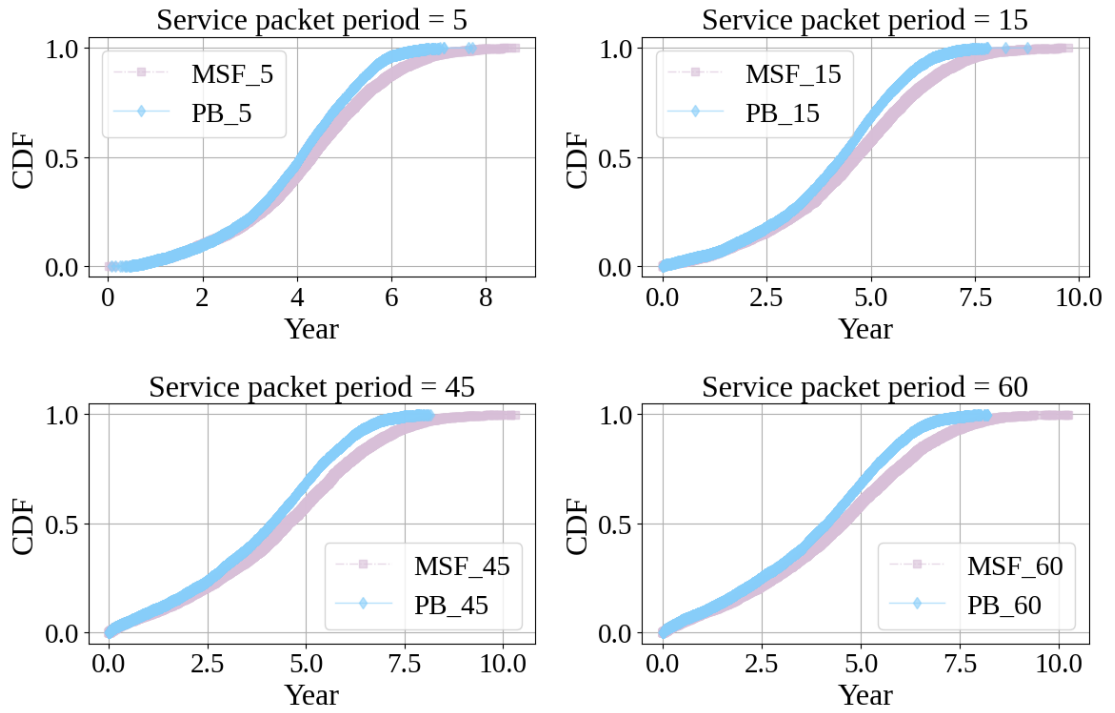 Service packet period = 5
1.0
0.5
0.0
CDF
MSF_5
PB_5
0 2 4 6 8
Year
Service packet period = 15
1.0
0.5
0.0
CDF
MSF_15
PB_15
0.0 2.5 5.0 7.5 10.0
Year
Service packet period = 45
1.0
0.5
0.0
CDF
MSF_45
PB_45
0.0 2.5 5.0 7.5 10.0
Year
Service packet period = 60
1.0
0.5
0.0
CDF
MSF_60
PB_60
0.0 2.5 5.0 7.5 10.0
Year